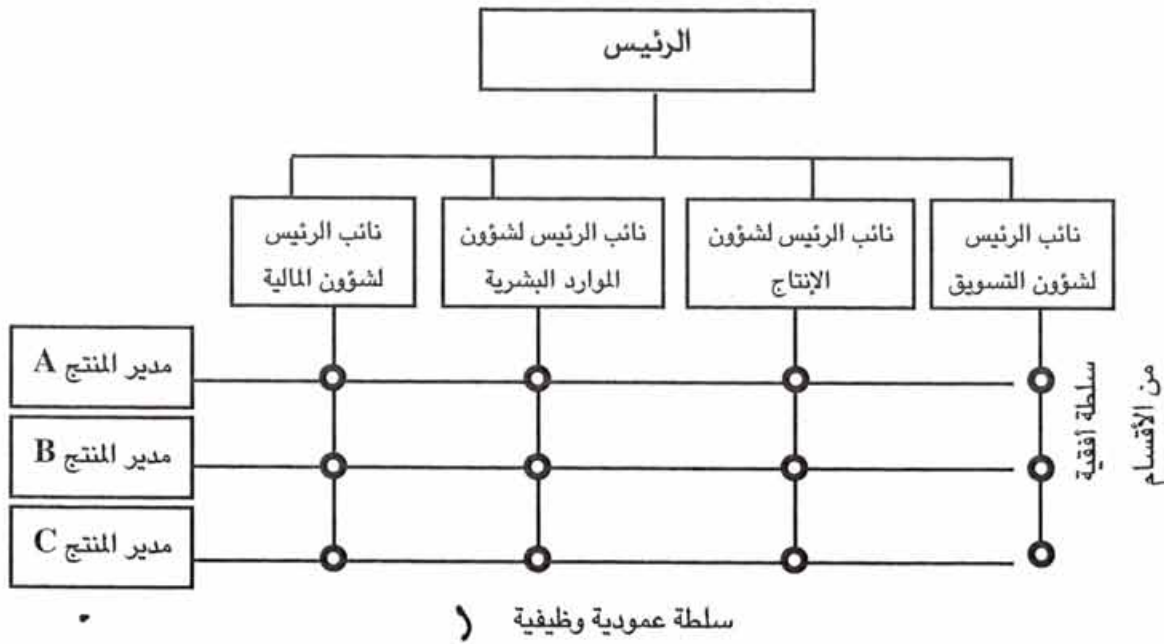 الرئيس
نائب الرئيس
لشؤون التسويق
نائب الرئيس لشؤون
الإنتاج
نائب الرئيس لشؤون
الموارد البشرية
نائب الرئيس
لشؤون المالية
مدير المنتج A
مدير المنتج B
مدير المنتج C
سلطة أفقية
من الأقسام
سلطة عمودية وظيفية